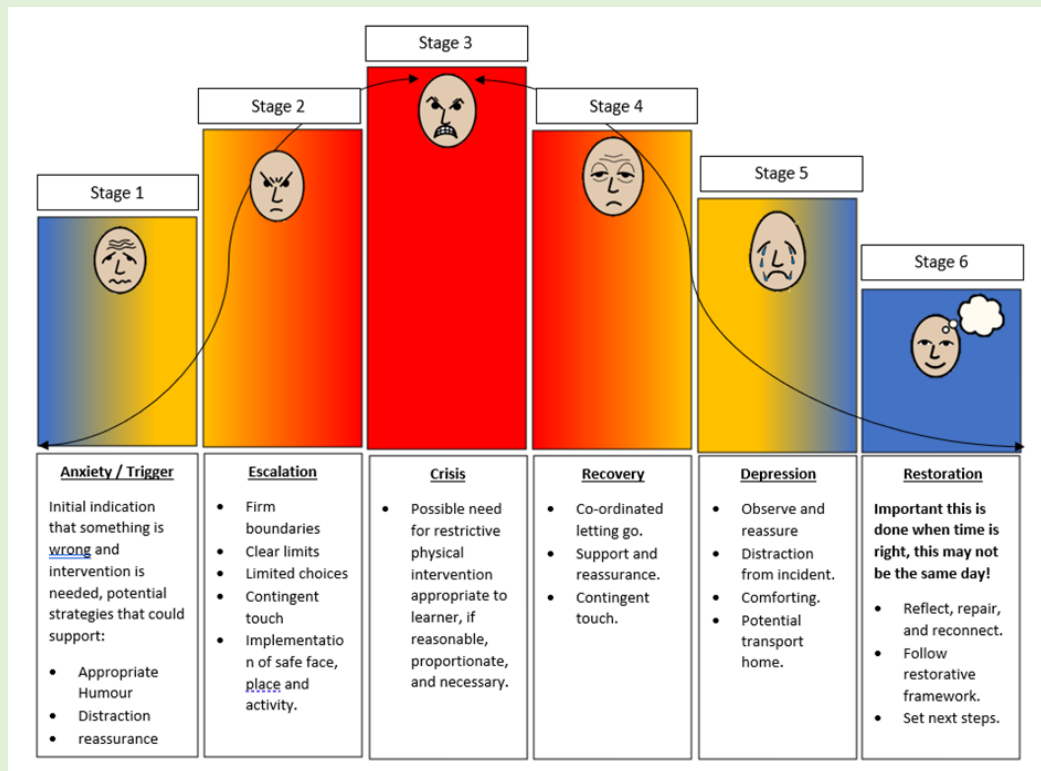 Stage 1
Stage 2
Stage 3
Stage 4
Stage 5
Stage 6
Anxiety / Trigger
Initial indication
that something is
wrong and
intervention is
needed, potential
strategies that could
support:
• Appropriate
Humour
• Distraction
• reassurance
Escalation
• Firm
boundaries
• Clear limits
• Limited choices
• Contingent
touch
• Implementatio
n of safe face,
place and
activity.
Crisis
• Possible need
for restrictive
physical
intervention
appropriate to
learner, if
reasonable,
proportionate,
and necessary.
Recovery
• Co-ordinated
letting go.
• Support and
reassurance.
• Contingent
touch.
Depression
• Observe and
reassure
• Distraction
from incident.
• Comforting.
• Potential
transport
home.
Restoration
Important this is
done when time is
right, this may not
be the same day!
• Reflect, repair,
and reconnect.
• Follow
restorative
framework.
• Set next steps.